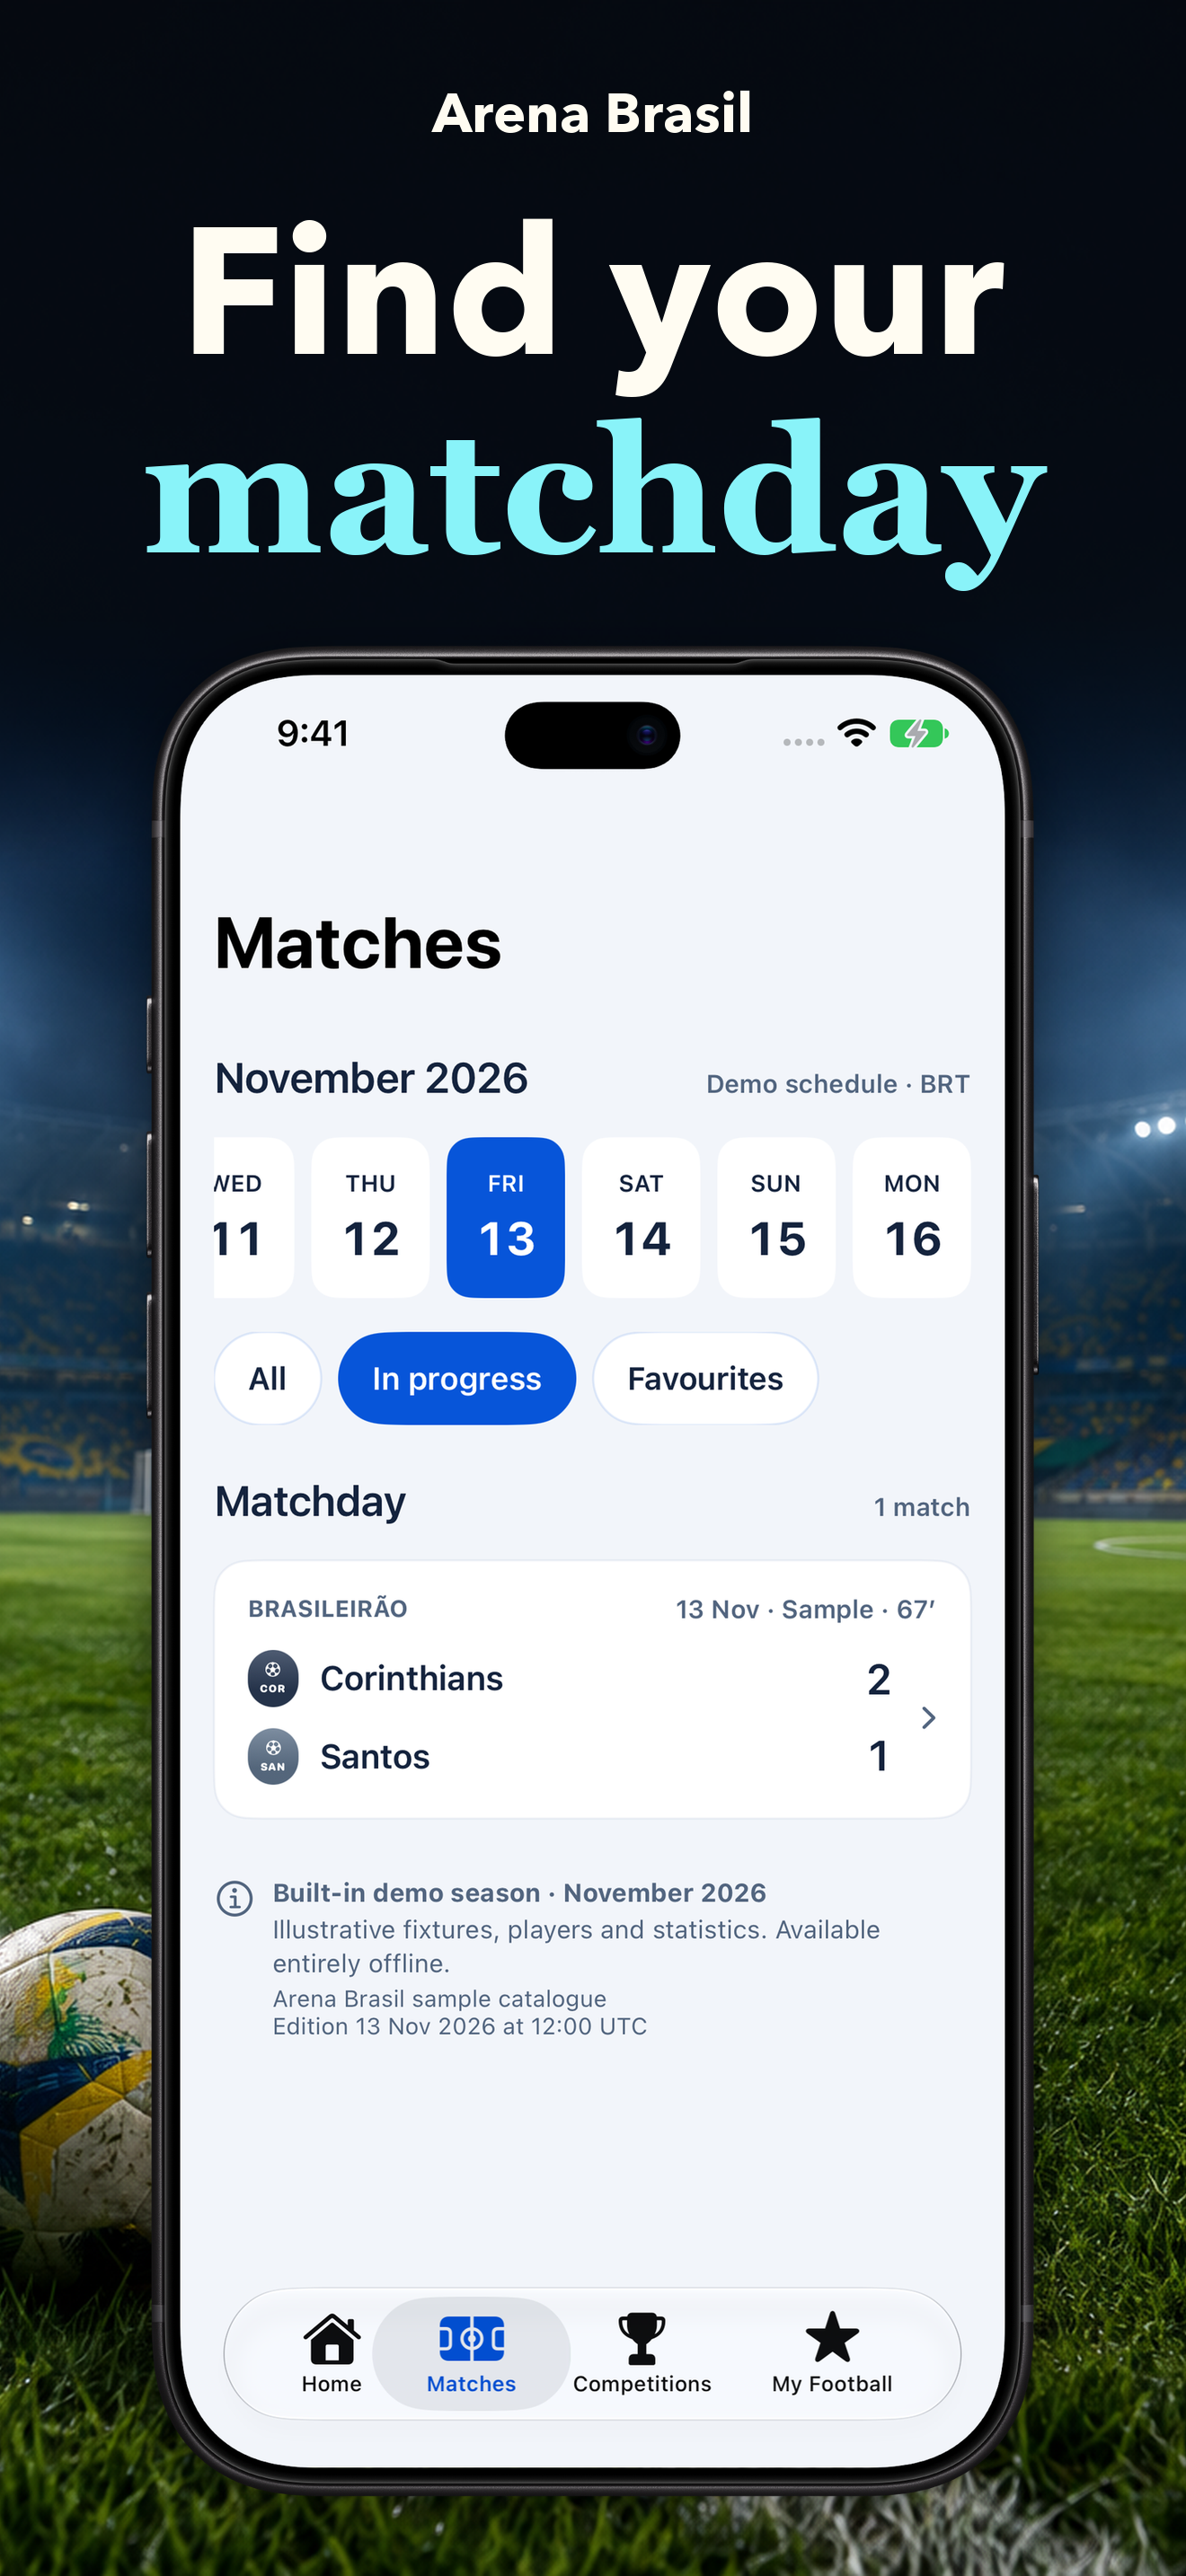 Arena Brasil
Find your
matchday
9:41
Matches
November 2026
Demo schedule · BRT
WED THU FRI SAT SUN MON
11 12 13 14 15 16
All In progress Favourites
Matchday
1 match
BRASILEIRÃO
13 Nov · Sample · 67′
COR
Corinthians
2
SAN
Santos
1
Built-in demo season · November 2026
Illustrative fixtures, players and statistics. Available
entirely offline.
Arena Brasil sample catalogue
Edition 13 Nov 2026 at 12:00 UTC
Home Matches Competitions My Football